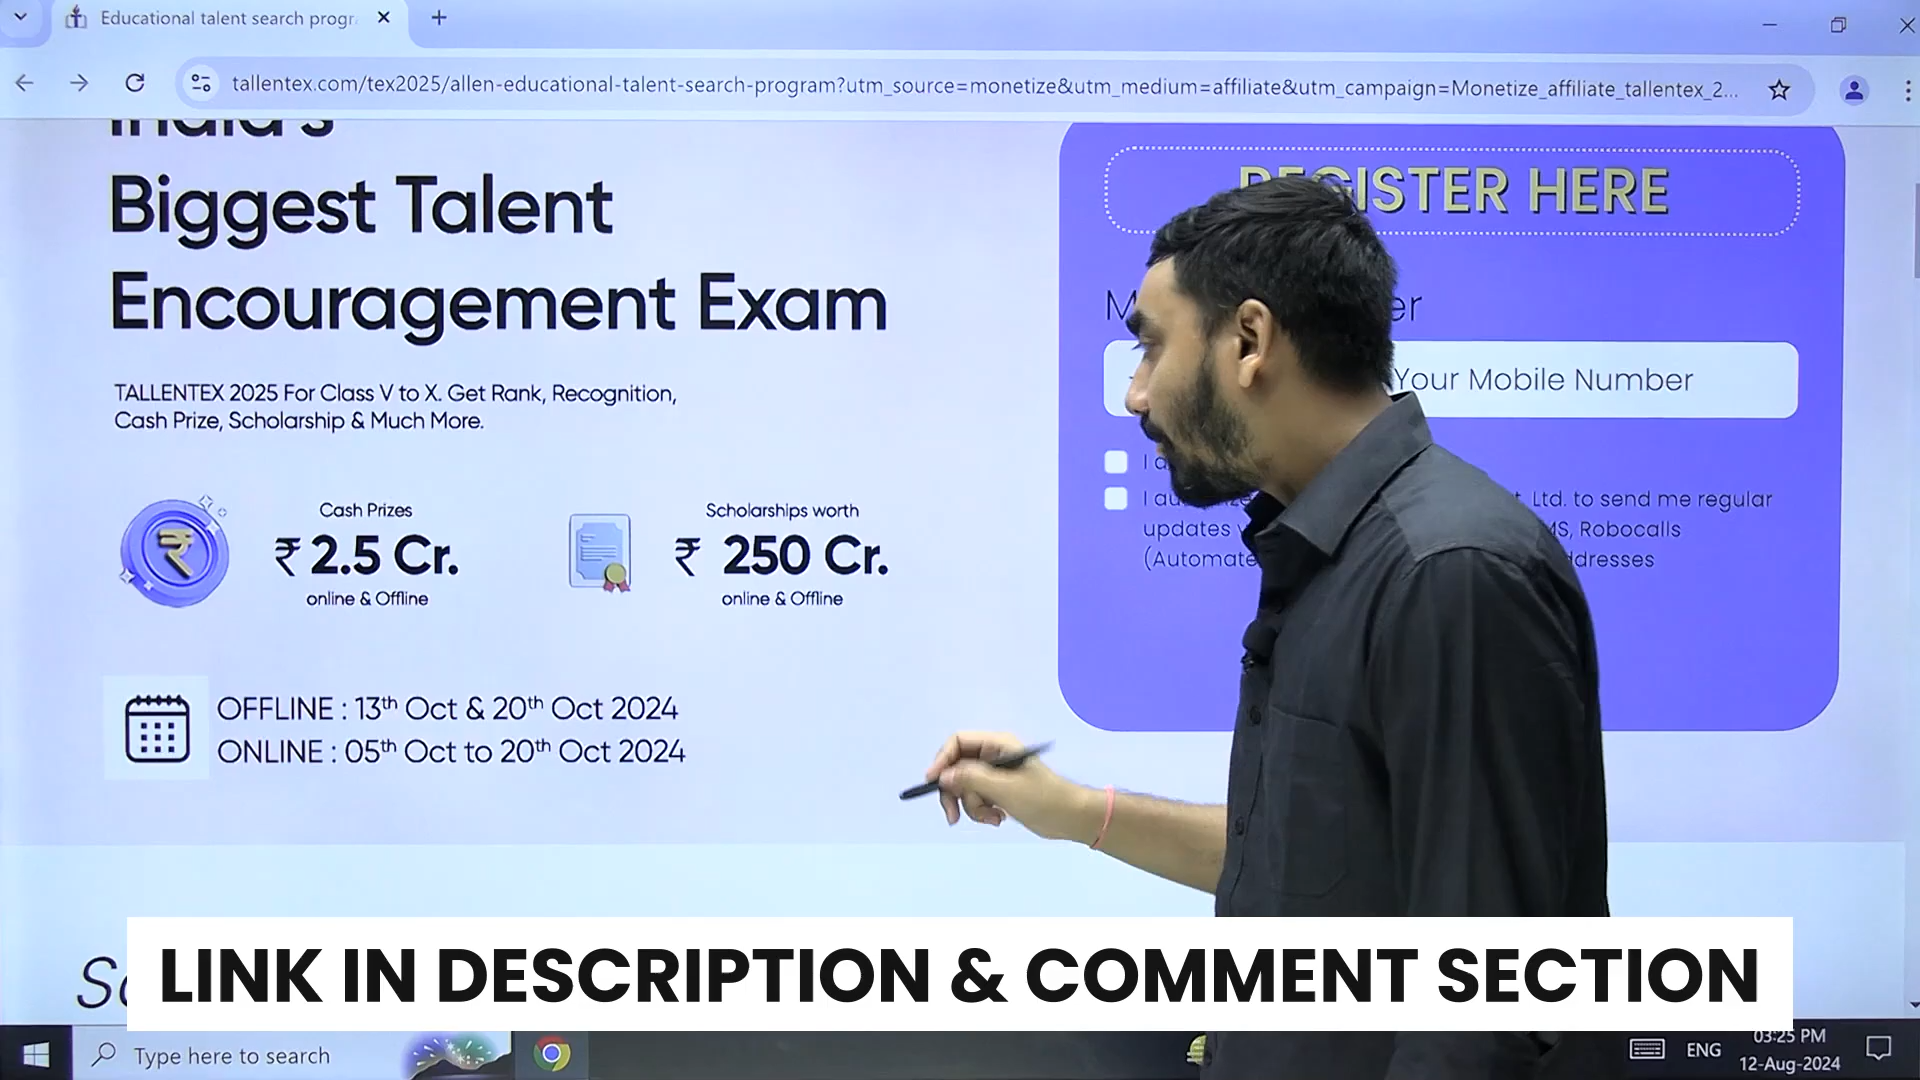 Educational talent search progr
tallentex.com/tex2025/allen-educational-talent-search-program?utm_source=monetize&utm_medium=affiliate&utm_campaign=Monetize_affiliate_tallentex_2...
India's
Biggest Talent
Encouragement Exam
TALLENTEX 2025 For Class V to X. Get Rank, Recognition,
Cash Prize, Scholarship & Much More.
Cash Prizes
₹ 2.5 Cr.
online & Offline
Scholarships worth
₹ 250 Cr.
online & Offline
OFFLINE : 13th Oct & 20th Oct 2024
ONLINE : 05th Oct to 20th Oct 2024
REGISTER HERE
Your Mobile Number
I
I
Ltd. to send me regular
updates
Robocalls
LINK IN DESCRIPTION & COMMENT SECTION
Type here to search
ENG
03:25 PM
12-Aug-2024